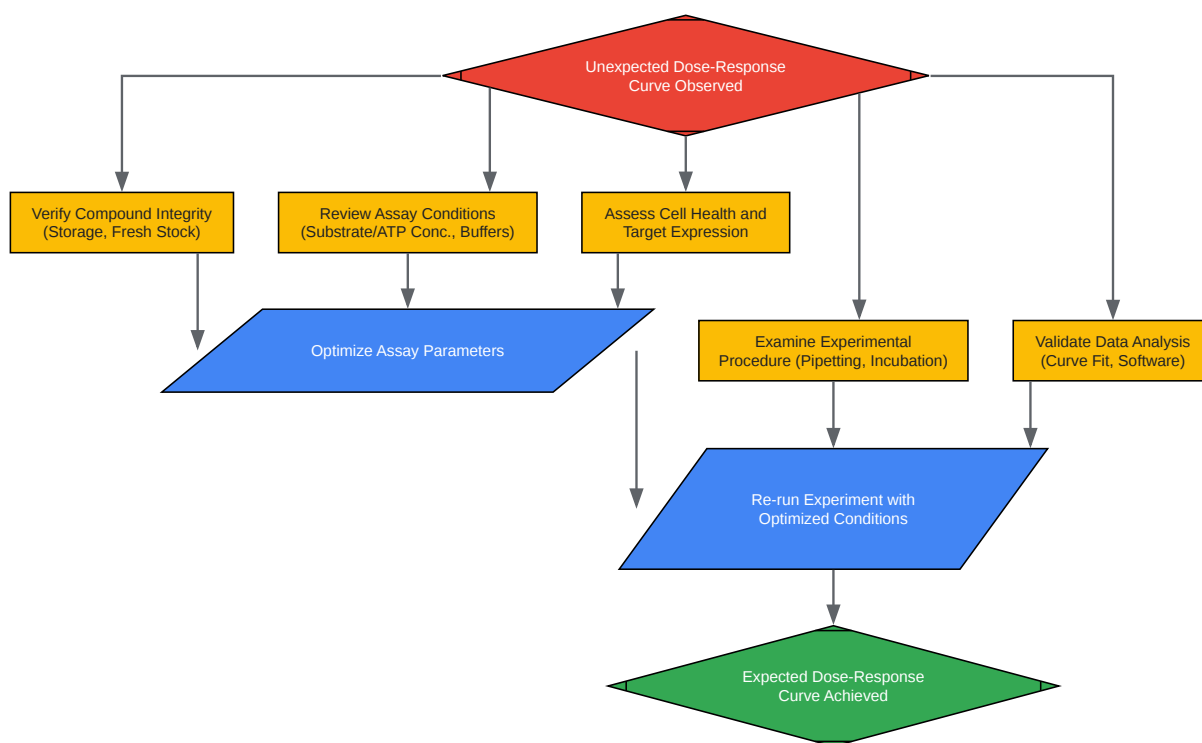 Unexpected Dose-Response
Curve Observed
Verify Compound Integrity
(Storage, Fresh Stock)
Review Assay Conditions
(Substrate/ATP Conc., Buffers)
Assess Cell Health and
Target Expression
Optimize Assay Parameters
Examine Experimental
Procedure (Pipetting, Incubation)
Validate Data Analysis
(Curve Fit, Software)
Re-run Experiment with
Optimized Conditions
Expected Dose-Response
Curve Achieved